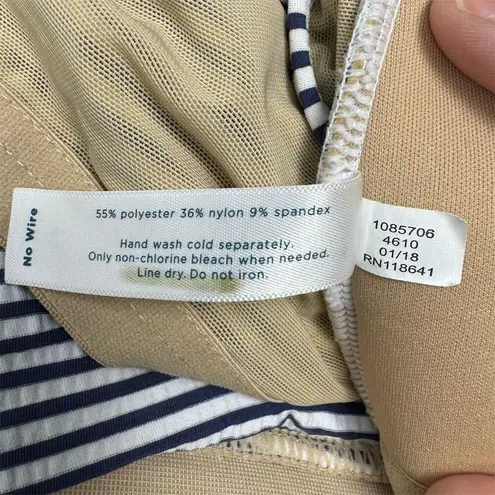 No Wire
55% polyester 36% nylon 9% spandex
Hand wash cold separately.
Only non-chlorine bleach when needed.
Line dry. Do not iron.
1085706
4610
01/18
RN118641